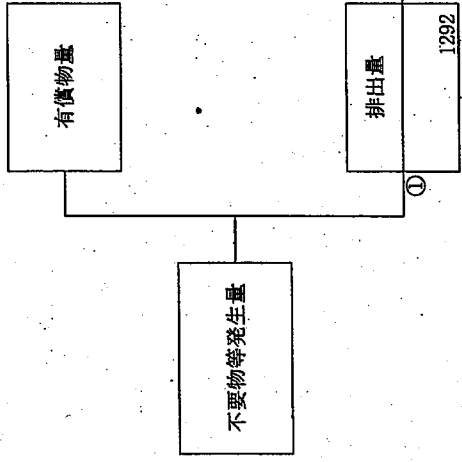 有償物量
不要物等発生量
排出量
①
1292